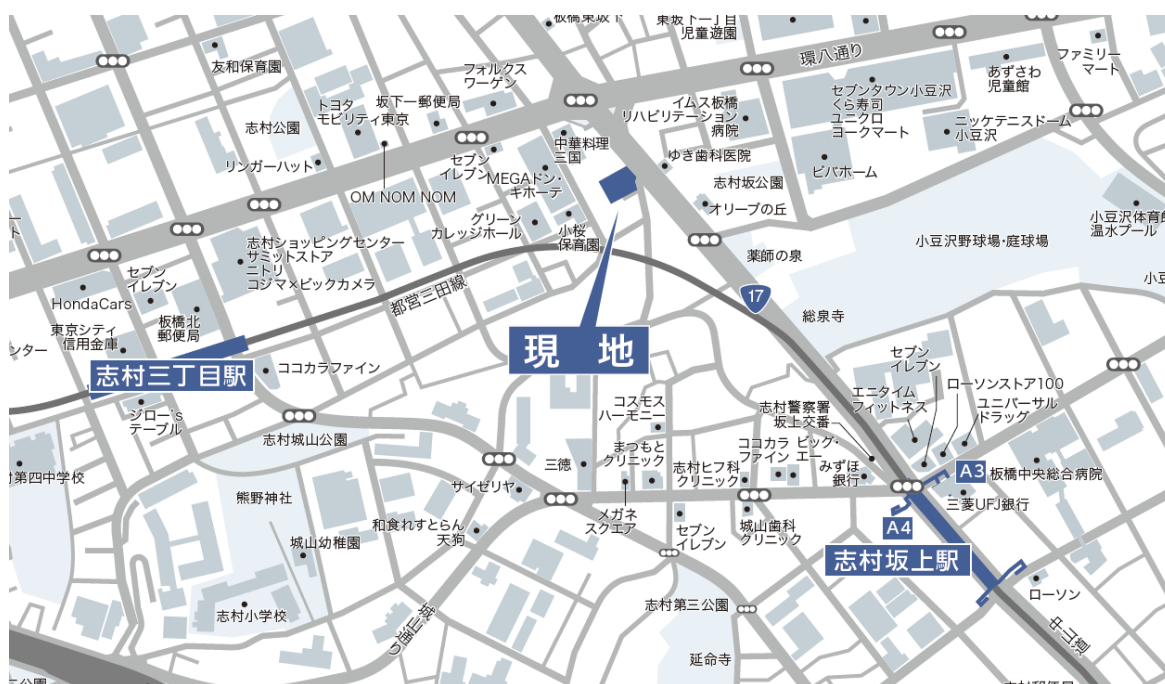 板橋東坂下
東坂下一丁目
児童遊園
環八通り
ファミリー
マート
友和保育園
フォルクス
ワーゲン
あずさわ
児童館
セブンタウン小豆沢
くら寿司
ユニクロ
ヨークマート
トヨタ
モビリティ東京
坂下一郵便局
イムス板橋
リハビリテーション
病院
ニッケテニスドーム
小豆沢
志村公園
中華料理
三国
セブン
イレブン
ゆき歯科医院
リンガーハット
MEGAドン・
キホーテ
ビバホーム
志村坂公園
OM NOM NOM
オリーブの丘
グリーン
カレッジホール
小桜
保育園
小豆沢体育館
温水プール
ト
志村ショッピングセンター
サミットストア
ニトリ
コジマ×ビックカメラ
小豆沢野球場・庭球場
薬師の泉
セブン
イレブン
都営三田線
HondaCars
17
板橋北
郵便局
総泉寺
東京シティ
信用金庫
ンター
現 地
志村三丁目駅
ココカラファイン
セブン
イレブン
ローソンストア100
エニタイム
フィットネス
ユニバーサル
ドラッグ
コスモス
ハーモニー
志村警察署
坂上交番
ジロー's
テーブル
志村城山公園
まつもと
クリニック
ココカラ
ファイン
ビッグ・
エー
三徳
志村ヒフ科
クリニック
みずほ
銀行
A3
板橋中央総合病院
村第四中学校
サイゼリヤ
熊野神社
三菱UFJ銀行
メガネ
スクエア
A4
和食れすとらん
天狗
セブン
イレブン
城山歯科
クリニック
城山幼稚園
志村坂上駅
ローソン
志村小学校
志村第三公園
城山通り
中山道
延命寺